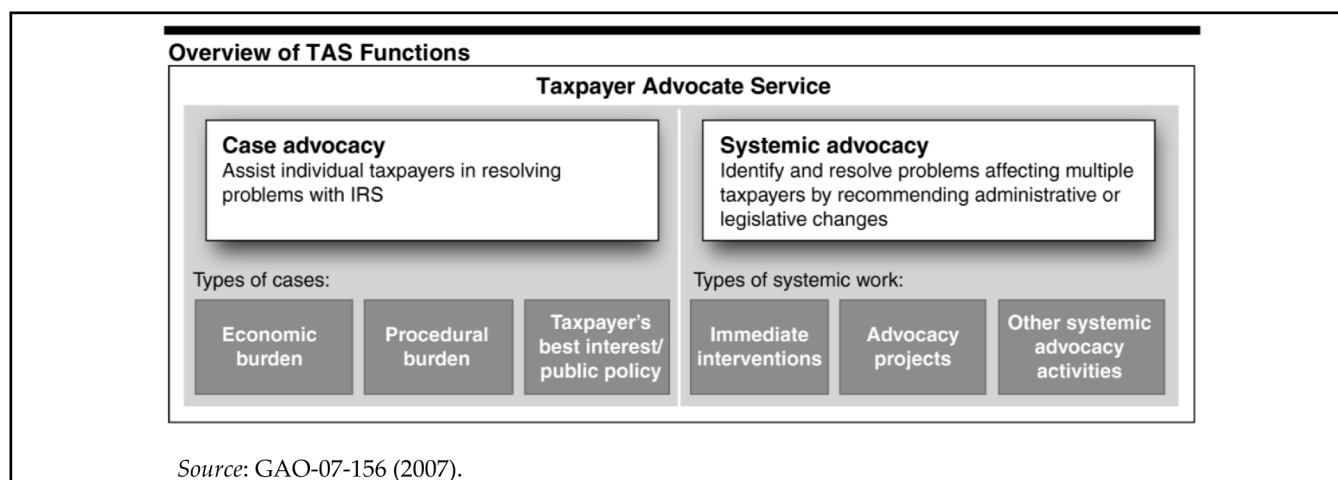 Overview of TAS Functions
Taxpayer Advocate Service
Case advocacy
Assist individual taxpayers in resolving
problems with IRS
Types of cases:
Economic
burden
Procedural
burden
Taxpayer's
best interest/
public policy
Systemic advocacy
Identify and resolve problems affecting multiple
taxpayers by recommending administrative or
legislative changes
Types of systemic work:
Immediate
interventions
Advocacy
projects
Other systemic
advocacy
activities
Source: GAO-07-156 (2007).